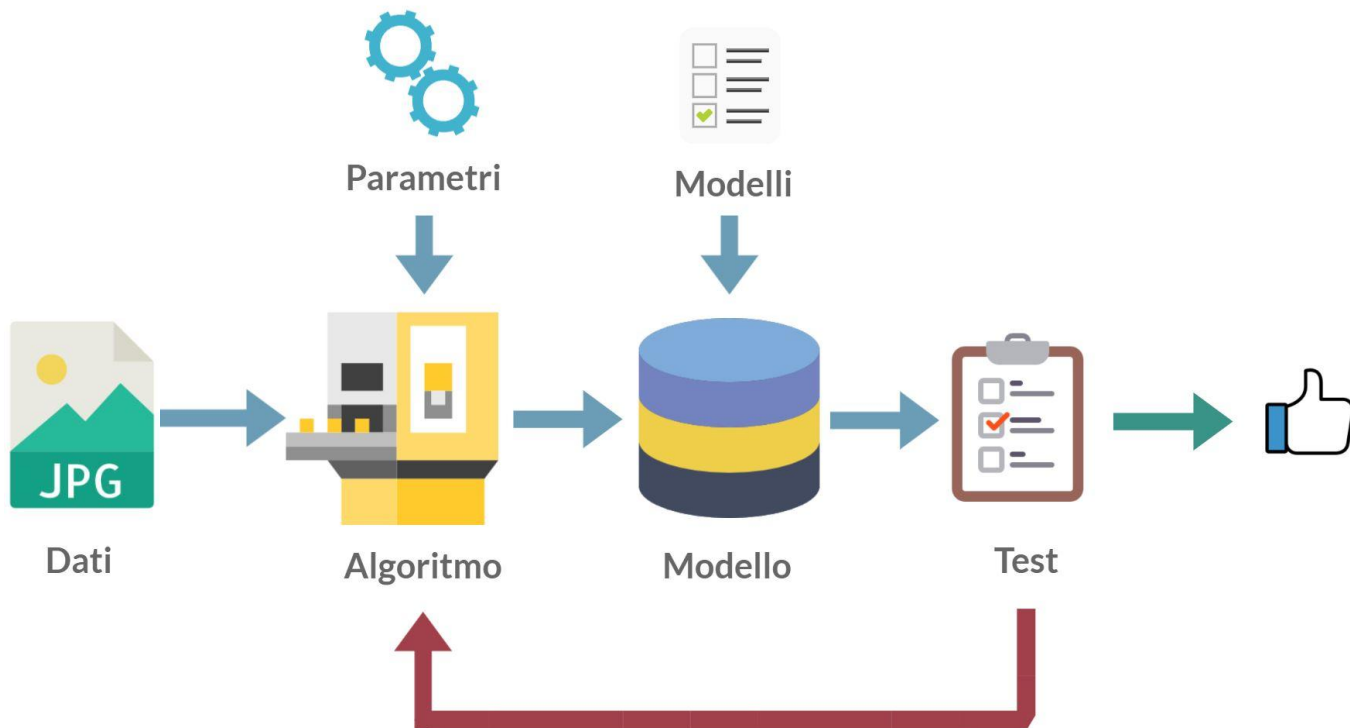 Parametri
Modelli
JPG
Dati
Algoritmo
Modello
Test